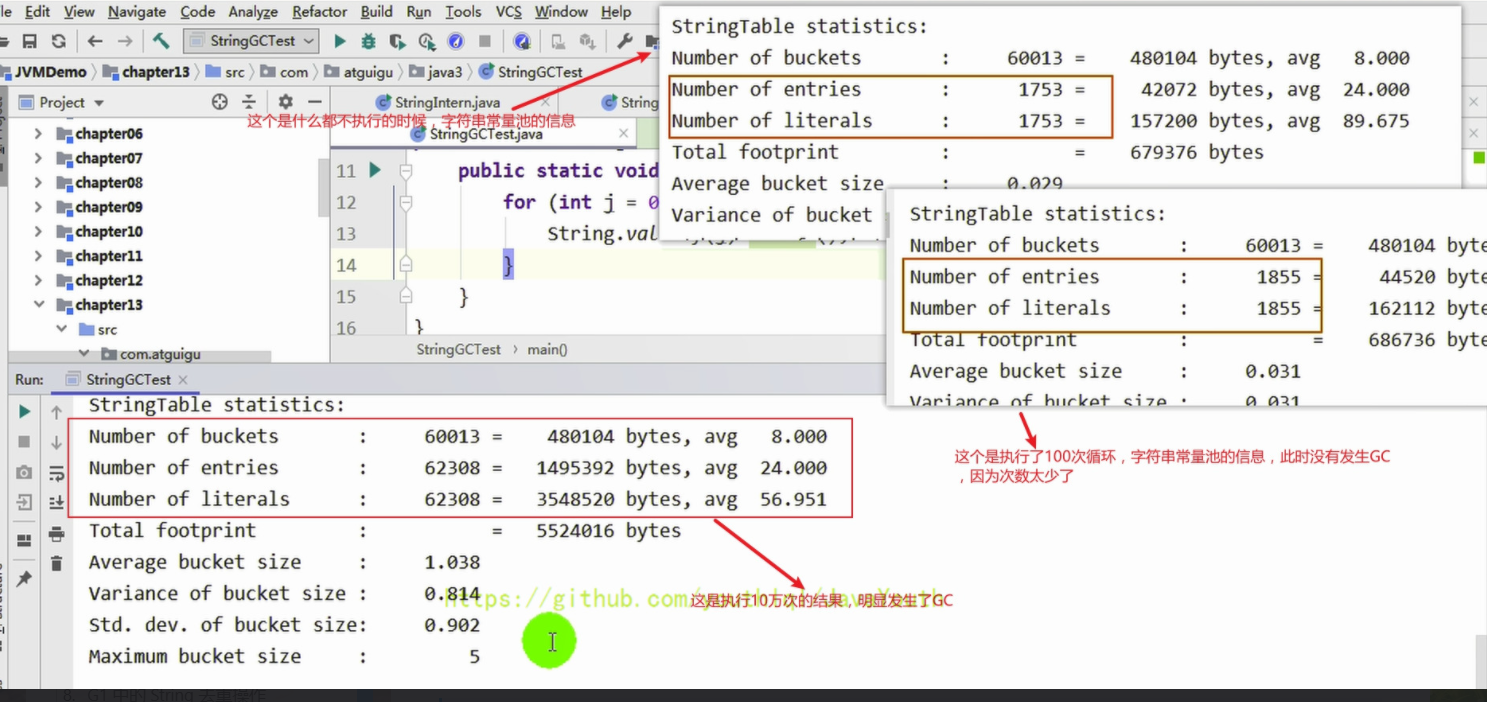 Edit View Navigate Code Analyze Refactor Build Run Tools VCS Window Help
StringGCTest
JVMDemo chapter13 src com atguigu java3 StringGCTest
Project
StringIntern.java
String
这个是什么都不执行的时候，字符串常量池的信息
StringGCTest.java
chapter06
chapter07
chapter08
chapter09
chapter10
chapter11
chapter12
chapter13
src
com.atguigu
11 public static void
12 for (int j = 0
13 String.val
14 }
15 }
16 }
StringGCTest main()
StringTable statistics:
Number of buckets : 60013 = 480104 bytes, avg 8.000
Number of entries : 1753 = 42072 bytes, avg 24.000
Number of literals : 1753 = 157200 bytes, avg 89.675
Total footprint : = 679376 bytes
Average bucket size : 0.029
Variance of bucket
StringTable statistics:
Number of buckets : 60013 = 480104 byte
Number of entries : 1855 = 44520 byte
Number of literals : 1855 = 162112 byte
Total footprint : = 686736 byte
Average bucket size : 0.031
Variance of bucket size : 0.031
这个是执行了100次循环，字符串常量池的信息，此时没有发生GC
，因为次数太少了
Run: StringGCTest
StringTable statistics:
Number of buckets : 60013 = 480104 bytes, avg 8.000
Number of entries : 62308 = 1495392 bytes, avg 24.000
Number of literals : 62308 = 3548520 bytes, avg 56.951
Total footprint : = 5524016 bytes
Average bucket size : 1.038
Variance of bucket size : 0.814
https://github.com/
这是执行10万次的结果，明显发生了GC
Std. dev. of bucket size: 0.902
Maximum bucket size : 5
8. G1 中的 String 去重操作